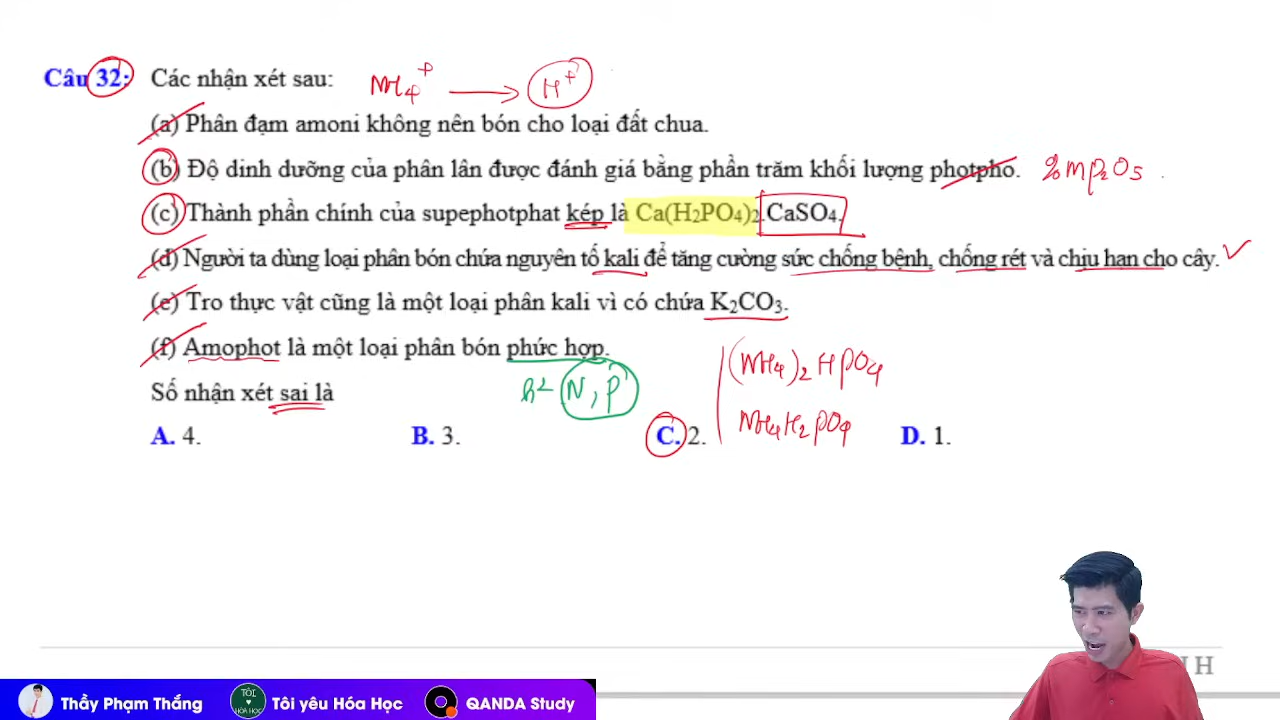 Câu 32: Các nhận xét sau: NH4+ → H+
(a) Phân đạm amoni không nên bón cho loại đất chua.
(b) Độ dinh dưỡng của phân lân được đánh giá bằng phần trăm khối lượng photpho. %mP2O5
(c) Thành phần chính của supephotphat kép là Ca(H2PO4)2.CaSO4.
(d) Người ta dùng loại phân bón chứa nguyên tố kali để tăng cường sức chống bệnh, chống rét và chịu hạn cho cây.
(e) Tro thực vật cũng là một loại phân kali vì có chứa K2CO3.
(f) Amophot là một loại phân bón phức hợp.
(NH4)2HPO4
Số nhận xét sai là
N, P
NH4H2PO4
A. 4. B. 3. C. 2. D. 1.
H
Thầy Phạm Thắng TÔI YÊU HÓA HỌC Tôi yêu Hóa Học QANDA Study